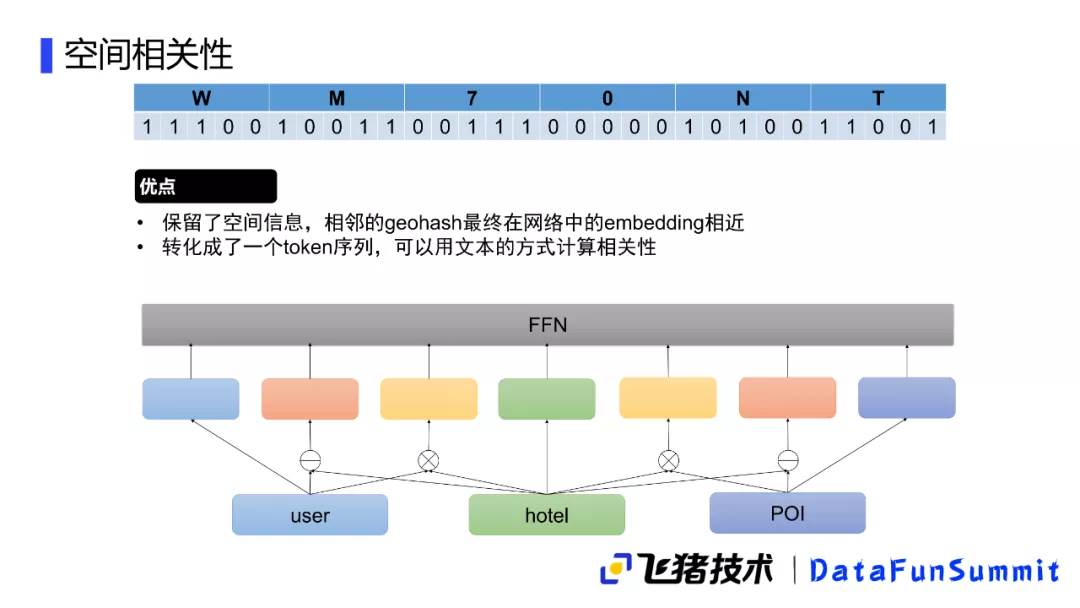 空间相关性
W M 7 0 N T
1 1 1 0 0 1 0 0 1 1 0 0 1 1 1 0 0 0 0 0 1 0 1 0 0 1 1 0 0 1
优点
• 保留了空间信息，相邻的geohash最终在网络中的embedding相近
• 转化成了一个token序列，可以用文本的方式计算相关性
FFN
user hotel POI
飞猪技术 | DataFunSummit